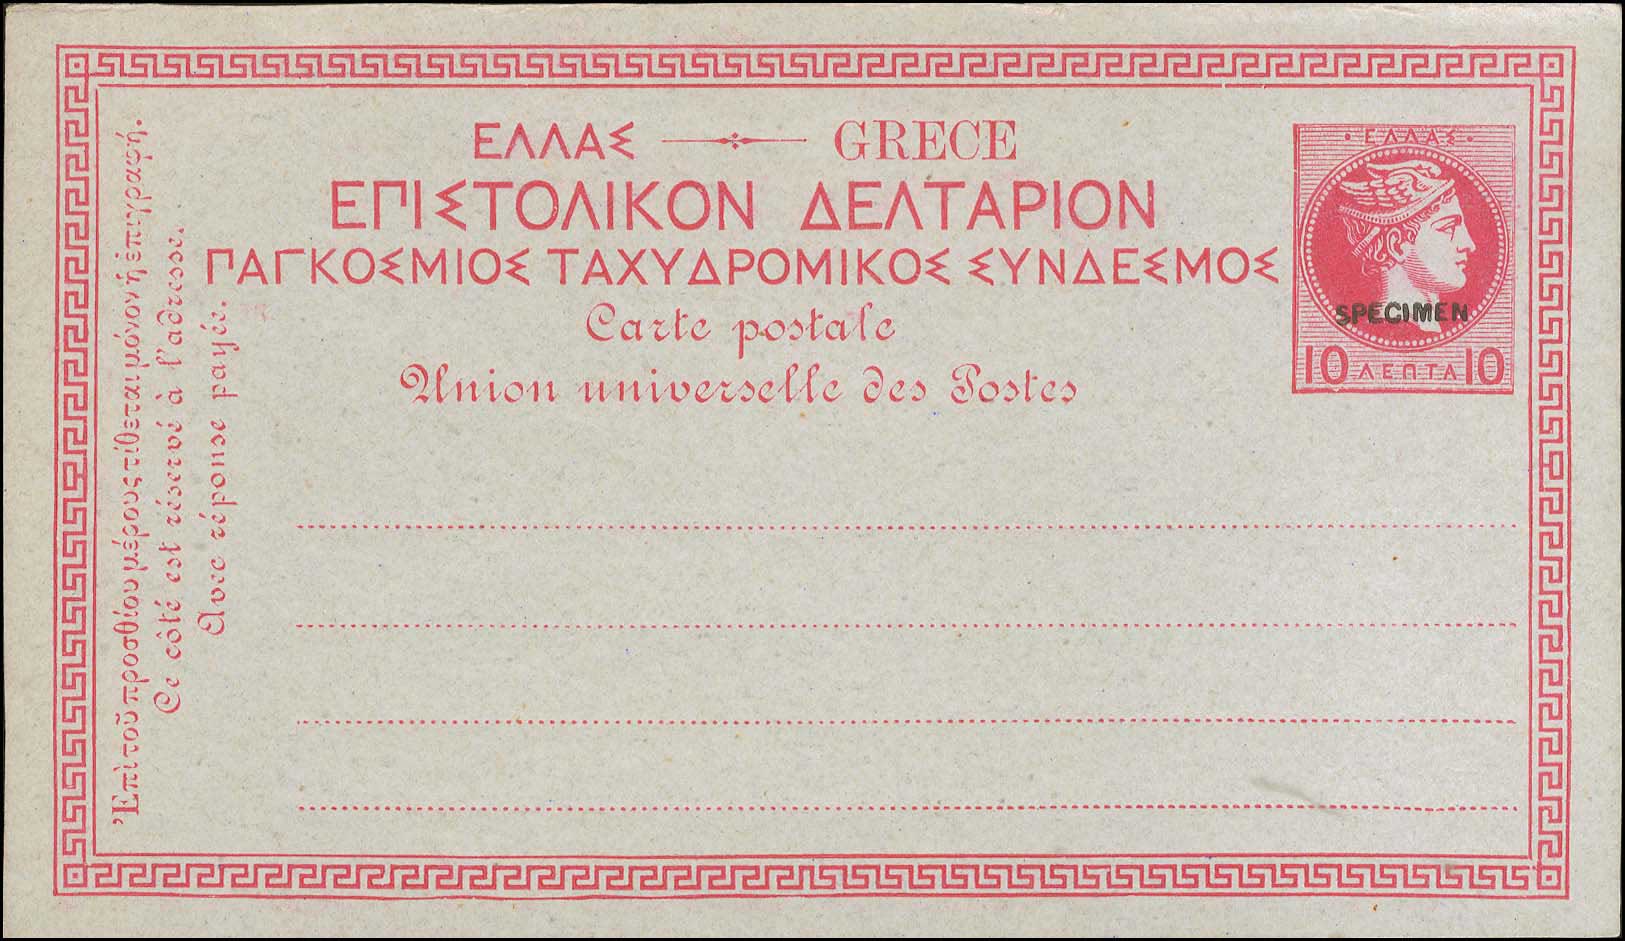 ΕΛΛΑΣ GRECE
ΕΠΙΣΤΟΛΙΚΟΝ ΔΕΛΤΑΡΙΟΝ
ΠΑΓΚΟΣΜΙΟΣ ΤΑΧΥΔΡΟΜΙΚΟΣ ΣΥΝΔΕΣΜΟΣ
Carte postale
Union universelle des Postes
· ΕΛΛΑΣ ·
SPECIMEN
10 ΛΕΠΤΑ 10
Ἐπὶ τοῦ προσθίου μέρους τίθεται μόνον ἡ ἐπιγραφή.
Ce côté est réservé à l'adresse.
Avec réponse payée.